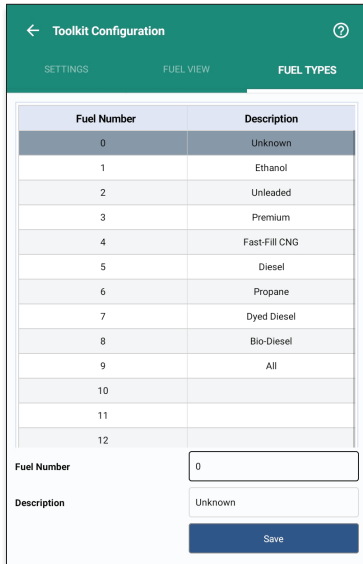 Toolkit Configuration
SETTINGS FUEL VIEW FUEL TYPES
Fuel Number Description
0 Unknown
1 Ethanol
2 Unleaded
3 Premium
4 Fast-Fill CNG
5 Diesel
6 Propane
7 Dyed Diesel
8 Bio-Diesel
9 All
10
11
12
Fuel Number 0
Description Unknown
Save